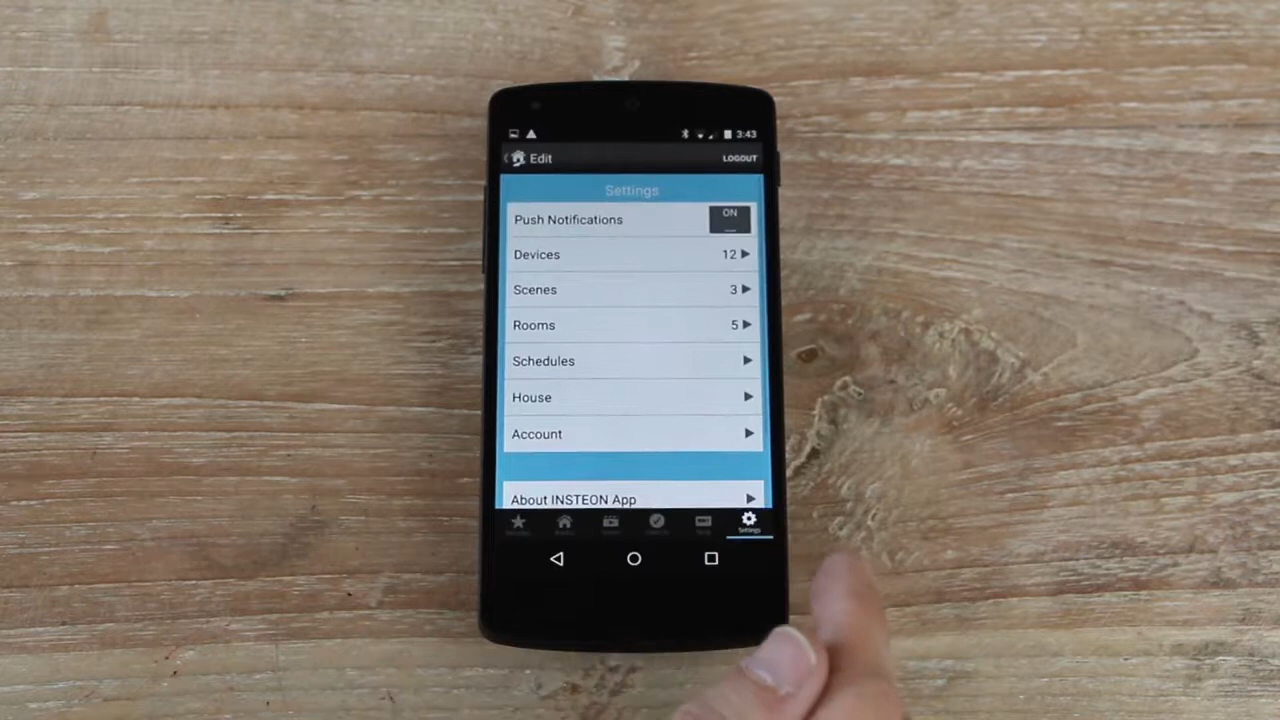 3:43
Edit LOGOUT
Settings
Push Notifications ON
Devices 12
Scenes 3
Rooms 5
Schedules
House
Account
About INSTEON App
Settings